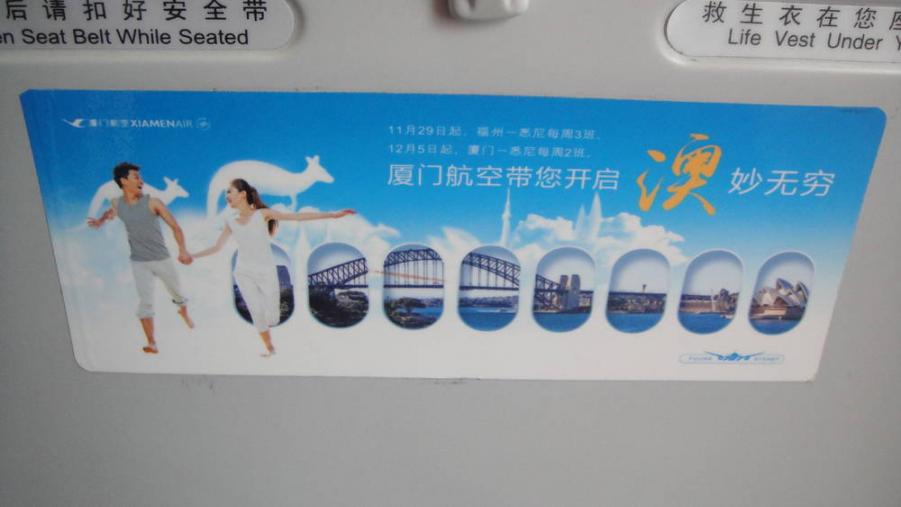 后请扣好安全带
en Seat Belt While Seated
救生衣在您座
Life Vest Under Y
厦门航空XIAMENAIR
11月29日起，福州－悉尼每周3班，
12月5日起，厦门－悉尼每周2班，
厦门航空带您开启 澳 妙无穷
SYDNEY